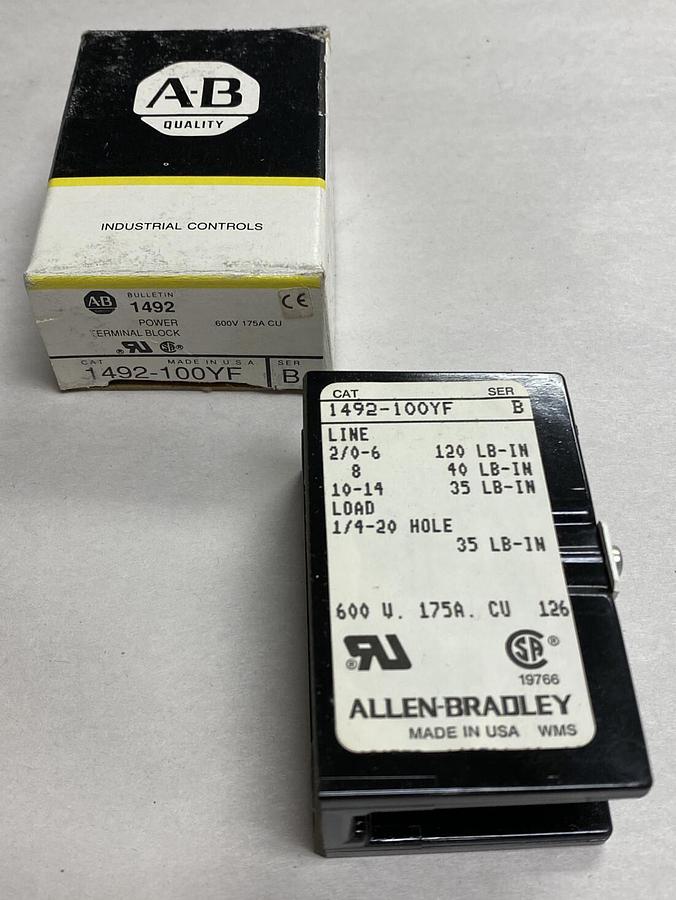 A·B
QUALITY
INDUSTRIAL CONTROLS
A-B BULLETIN
1492
POWER 600V 175A CU
TERMINAL BLOCK
CE
® RU SA ®
CAT MADE IN U.S.A SER
1492-100YF B
CAT SER
1492-100YF B
LINE
2/0-6 120 LB-IN
8 40 LB-IN
10-14 35 LB-IN
LOAD
1/4-20 HOLE
35 LB-IN
600 V. 175A. CU 126
® RU SA ®
19766
ALLEN-BRADLEY
MADE IN USA WMS